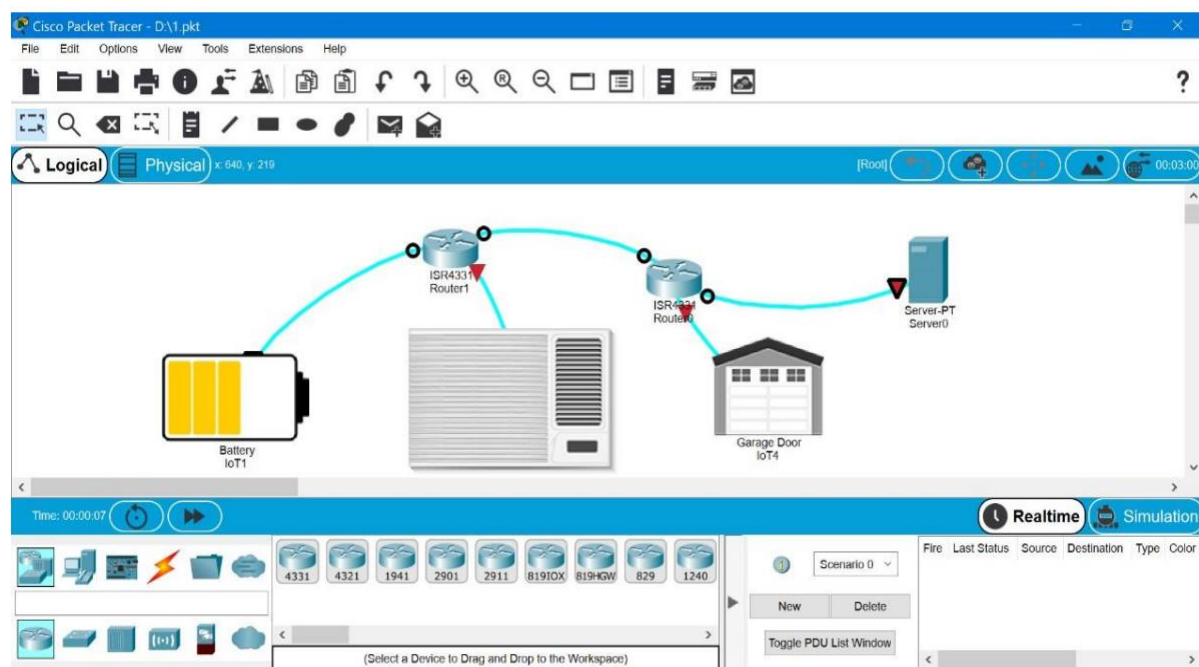 Cisco Packet Tracer - D:\1.pkt
File Edit Options View Tools Extensions Help
Logical Physical x: 640, y: 219 [Root] 00:03:00
ISR4331
Router1
ISR4331
Router0
Server-PT
Server0
Battery
IoT1
Garage Door
IoT4
Time: 00:00:07 Realtime Simulation
4331 4321 1941 2901 2911 819IOX 819HGW 829 1240
(Select a Device to Drag and Drop to the Workspace)
Scenario 0
New Delete
Toggle PDU List Window
Fire Last Status Source Destination Type Color